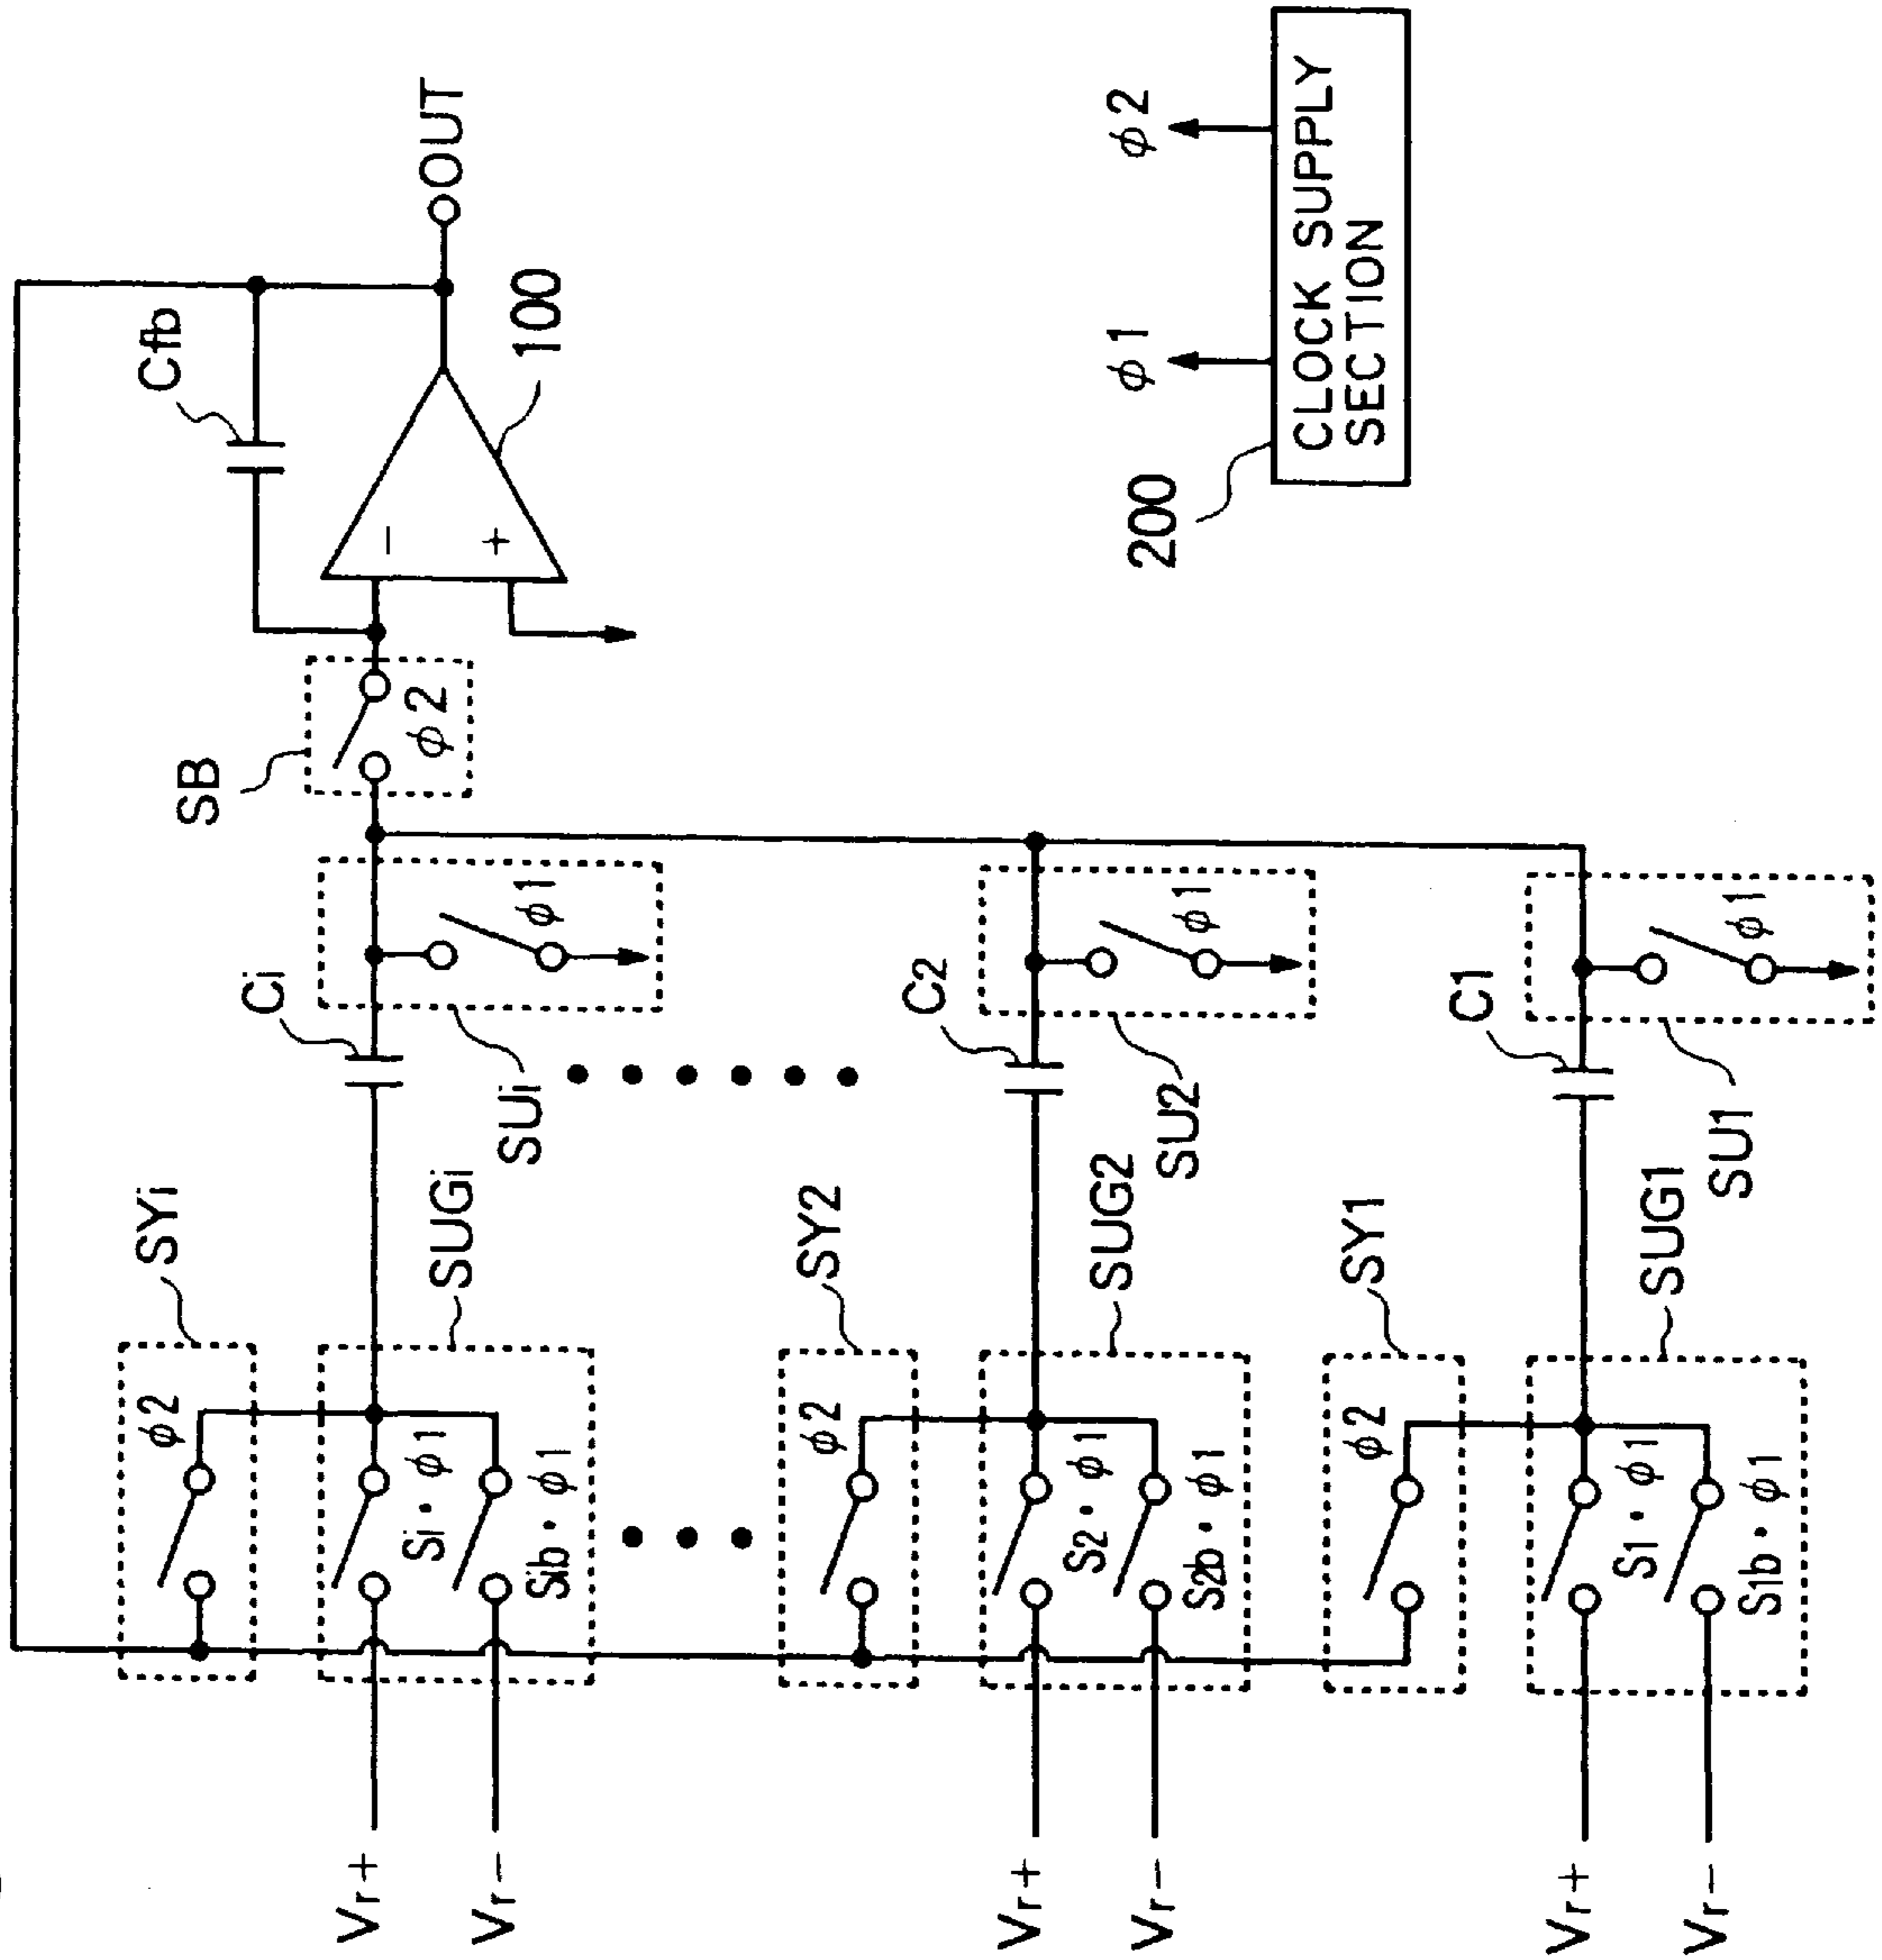 OUT
Cfb
100
−
+
SB
φ2
SYi
φ2
Ci
φ1
SUi
Si・φ1
Sib・φ1
SUGi
Vr+
Vr−
SY2
φ2
C2
φ1
SU2
S2・φ1
S2b・φ1
SUG2
Vr+
Vr−
SY1
φ2
C1
φ1
SU1
S1・φ1
S1b・φ1
SUG1
Vr+
Vr−
φ1
φ2
200
CLOCK SUPPLY
SECTION